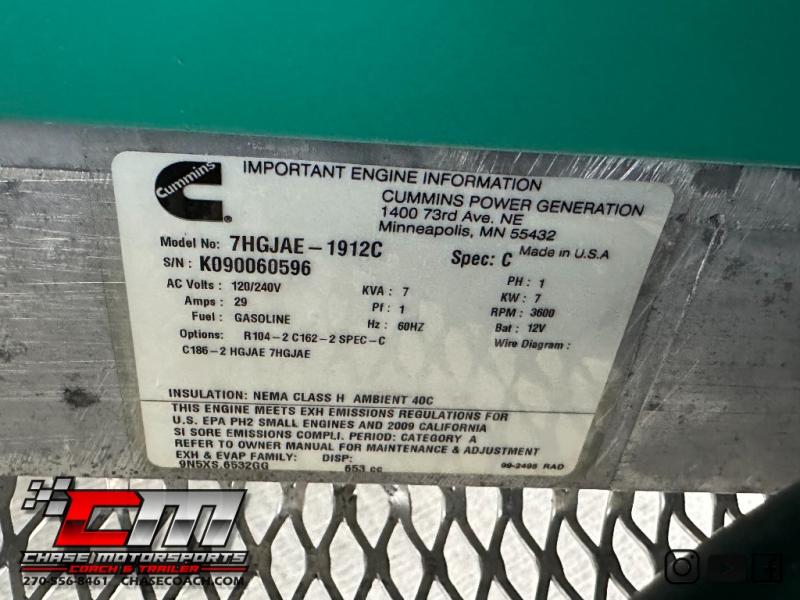 Cummins
IMPORTANT ENGINE INFORMATION
CUMMINS POWER GENERATION
1400 73rd Ave. NE
Minneapolis, MN 55432
Model No: 7HGJAE-1912C Spec: C Made in U.S.A
S/N : K090060596
AC Volts : 120/240V KVA : 7 PH : 1
Amps : 29 Pf : 1 KW : 7
Fuel : GASOLINE Hz : 60HZ RPM : 3600
Options: R104-2 C162-2 SPEC-C Bat : 12V
C186-2 HGJAE 7HGJAE Wire Diagram :
INSULATION: NEMA CLASS H AMBIENT 40C
THIS ENGINE MEETS EXH EMISSIONS REGULATIONS FOR
U.S. EPA PH2 SMALL ENGINES AND 2009 CALIFORNIA
SI SORE EMISSIONS COMPLI. PERIOD: CATEGORY A
REFER TO OWNER MANUAL FOR MAINTENANCE & ADJUSTMENT
EXH & EVAP FAMILY: DISP:
9N5XS.6532GG 653 cc 99-2495 RAD
CM
CHASE MOTORSPORTS
COACH & TRAILER
270-556-8461 CHASECOACH.COM